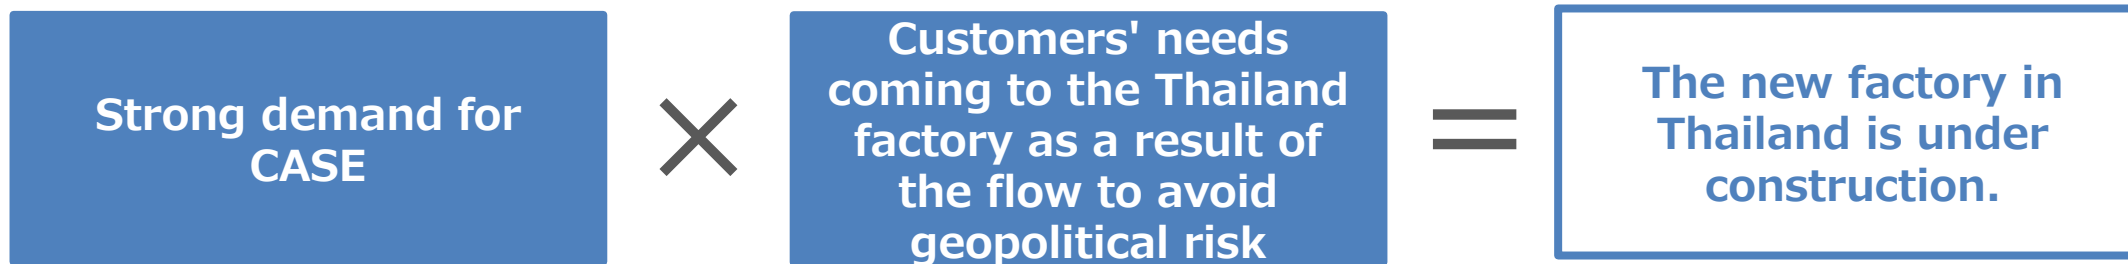 Strong demand for
CASE
×
Customers' needs
coming to the Thailand
factory as a result of
the flow to avoid
geopolitical risk
=
The new factory in
Thailand is under
construction.